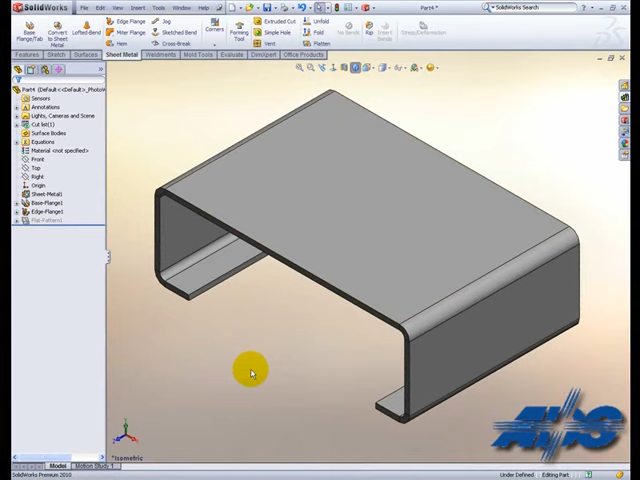 SolidWorks
Part4 *
SolidWorks Search
Base Flange/Tab
Convert to Sheet Metal
Lofted-Bend
Edge Flange
Miter Flange
Hem
Jog
Sketched Bend
Cross-Break
Corners
Forming Tool
Extruded Cut
Simple Hole
Vent
Unfold
Fold
Flatten
No Bends
Rip
Insert Bends
Features
Sketch
Surfaces
Sheet Metal
Weldments
Mold Tools
Evaluate
DimXpert
Office Products
Part4 (Default<<Default>_PhotoW
Sensors
Annotations
Lights, Cameras and Scene
Cut list(1)
Surface Bodies
Equations
Material <not specified>
Front
Top
Right
Origin
Sheet-Metal1
Base-Flange1
Edge-Flange1
Flat-Pattern1
*Isometric
Model
Motion Study 1
SolidWorks Premium 2010
Under Defined
Editing Part